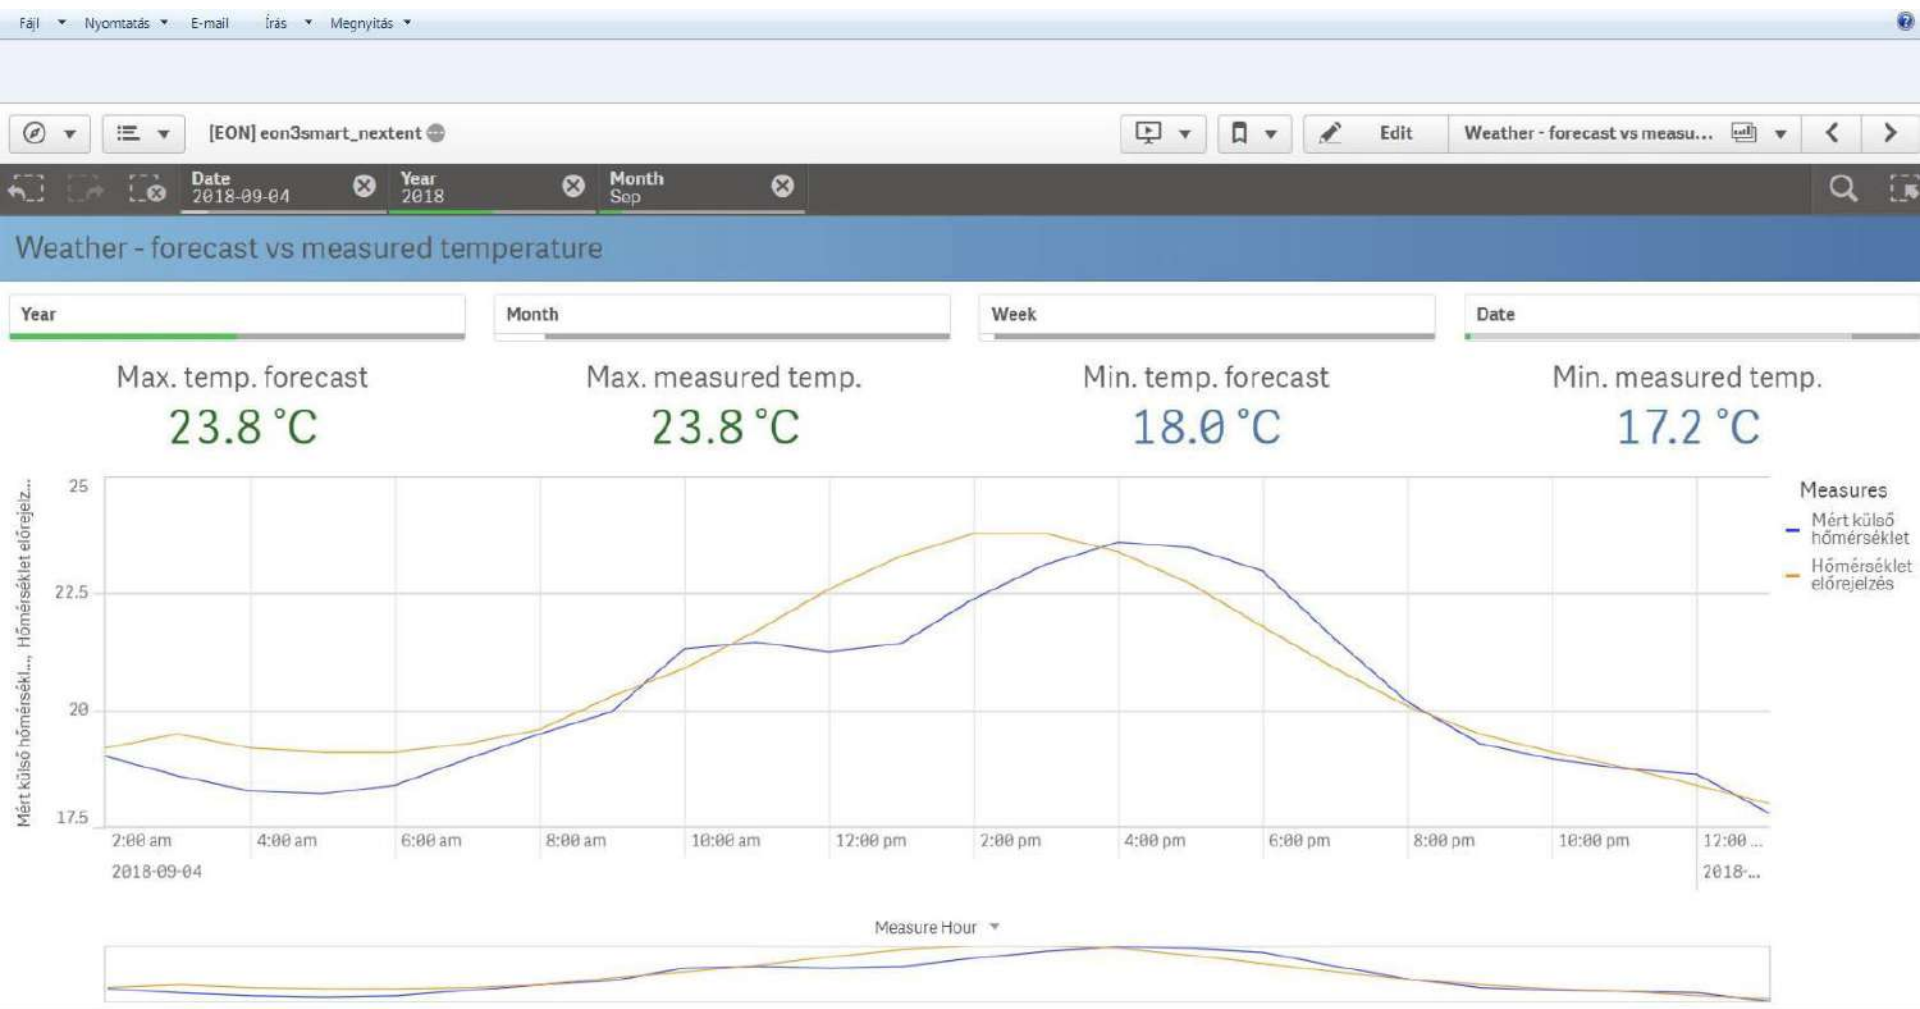 Fájl Nyomtatás E-mail Írás Megnyitás
[EON] eon3smart_nextent
Edit
Weather - forecast vs measu...
Date
2018-09-04
Year
2018
Month
Sep
Weather - forecast vs measured temperature
Year
Month
Week
Date
Max. temp. forecast
23.8 °C
Max. measured temp.
23.8 °C
Min. temp. forecast
18.0 °C
Min. measured temp.
17.2 °C
Mért külső hőmérsékl..., Hőmérséklet előrejelz...
25
22.5
20
17.5
2:00 am 4:00 am 6:00 am 8:00 am 10:00 am 12:00 pm 2:00 pm 4:00 pm 6:00 pm 8:00 pm 10:00 pm 12:00 ...
2018-09-04 2018-...
Measures
Mért külső
hőmérséklet
Hőmérséklet
előrejelzés
Measure Hour